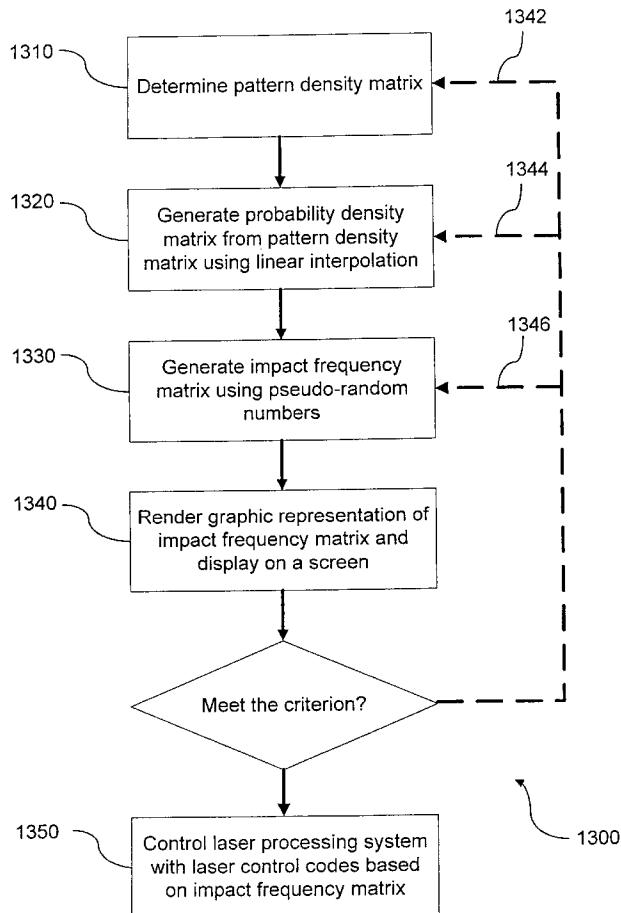 1342
1310
Determine pattern density matrix
1344
1320
Generate probability density
matrix from pattern density
matrix using linear interpolation
1346
1330
Generate impact frequency
matrix using pseudo-random
numbers
1340
Render graphic representation of
impact frequency matrix and
display on a screen
Meet the criterion?
1350
Control laser processing system
with laser control codes based
on impact frequency matrix
1300